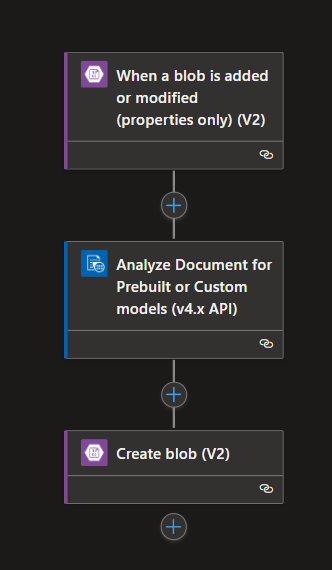 When a blob is added
or modified
(properties only) (V2)
Analyze Document for
Prebuilt or Custom
models (v4.x API)
Create blob (V2)